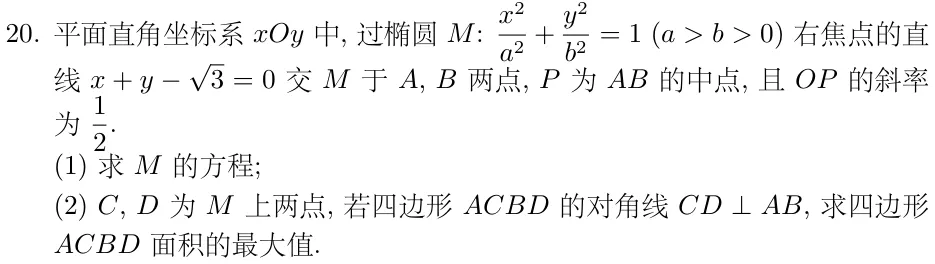 20. 平面直角坐标系 xOy 中, 过椭圆 M: x²/a² + y²/b² = 1 (a > b > 0) 右焦点的直
线 x + y − √3 = 0 交 M 于 A, B 两点, P 为 AB 的中点, 且 OP 的斜率
为 1/2.
(1) 求 M 的方程;
(2) C, D 为 M 上两点, 若四边形 ACBD 的对角线 CD ⊥ AB, 求四边形
ACBD 面积的最大值.